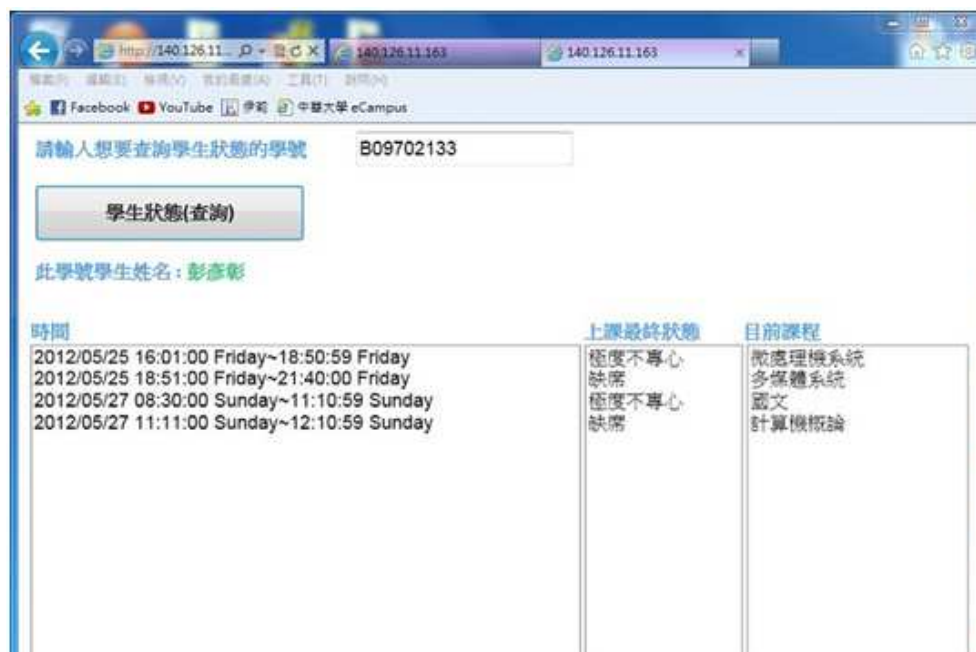 http://140.126.11...
140.126.11.163
140.126.11.163
Facebook YouTube 伊莉 中華大學 eCampus
請輸入想要查詢學生狀態的學號 B09702133
學生狀態(查詢)
此學號學生姓名：彭彥彰
時間 上課最終狀態 目前課程
2012/05/25 16:01:00 Friday~18:50:59 Friday 極度不專心 微處理機系統
2012/05/25 18:51:00 Friday~21:40:00 Friday 缺席 多媒體系統
2012/05/27 08:30:00 Sunday~11:10:59 Sunday 極度不專心 國文
2012/05/27 11:11:00 Sunday~12:10:59 Sunday 缺席 計算機概論